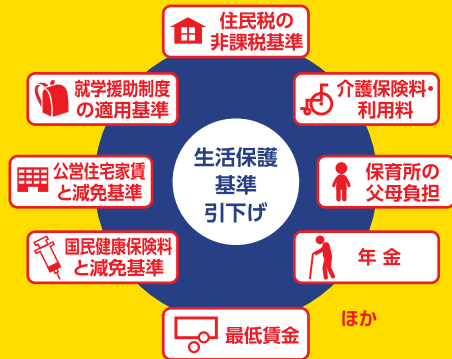 住民税の
非課税基準
就学援助制度
の適用基準
介護保険料・
利用料
生活保護
基準
引下げ
公営住宅家賃
と減免基準
保育所の
父母負担
国民健康保険料
と減免基準
年金
最低賃金
ほか